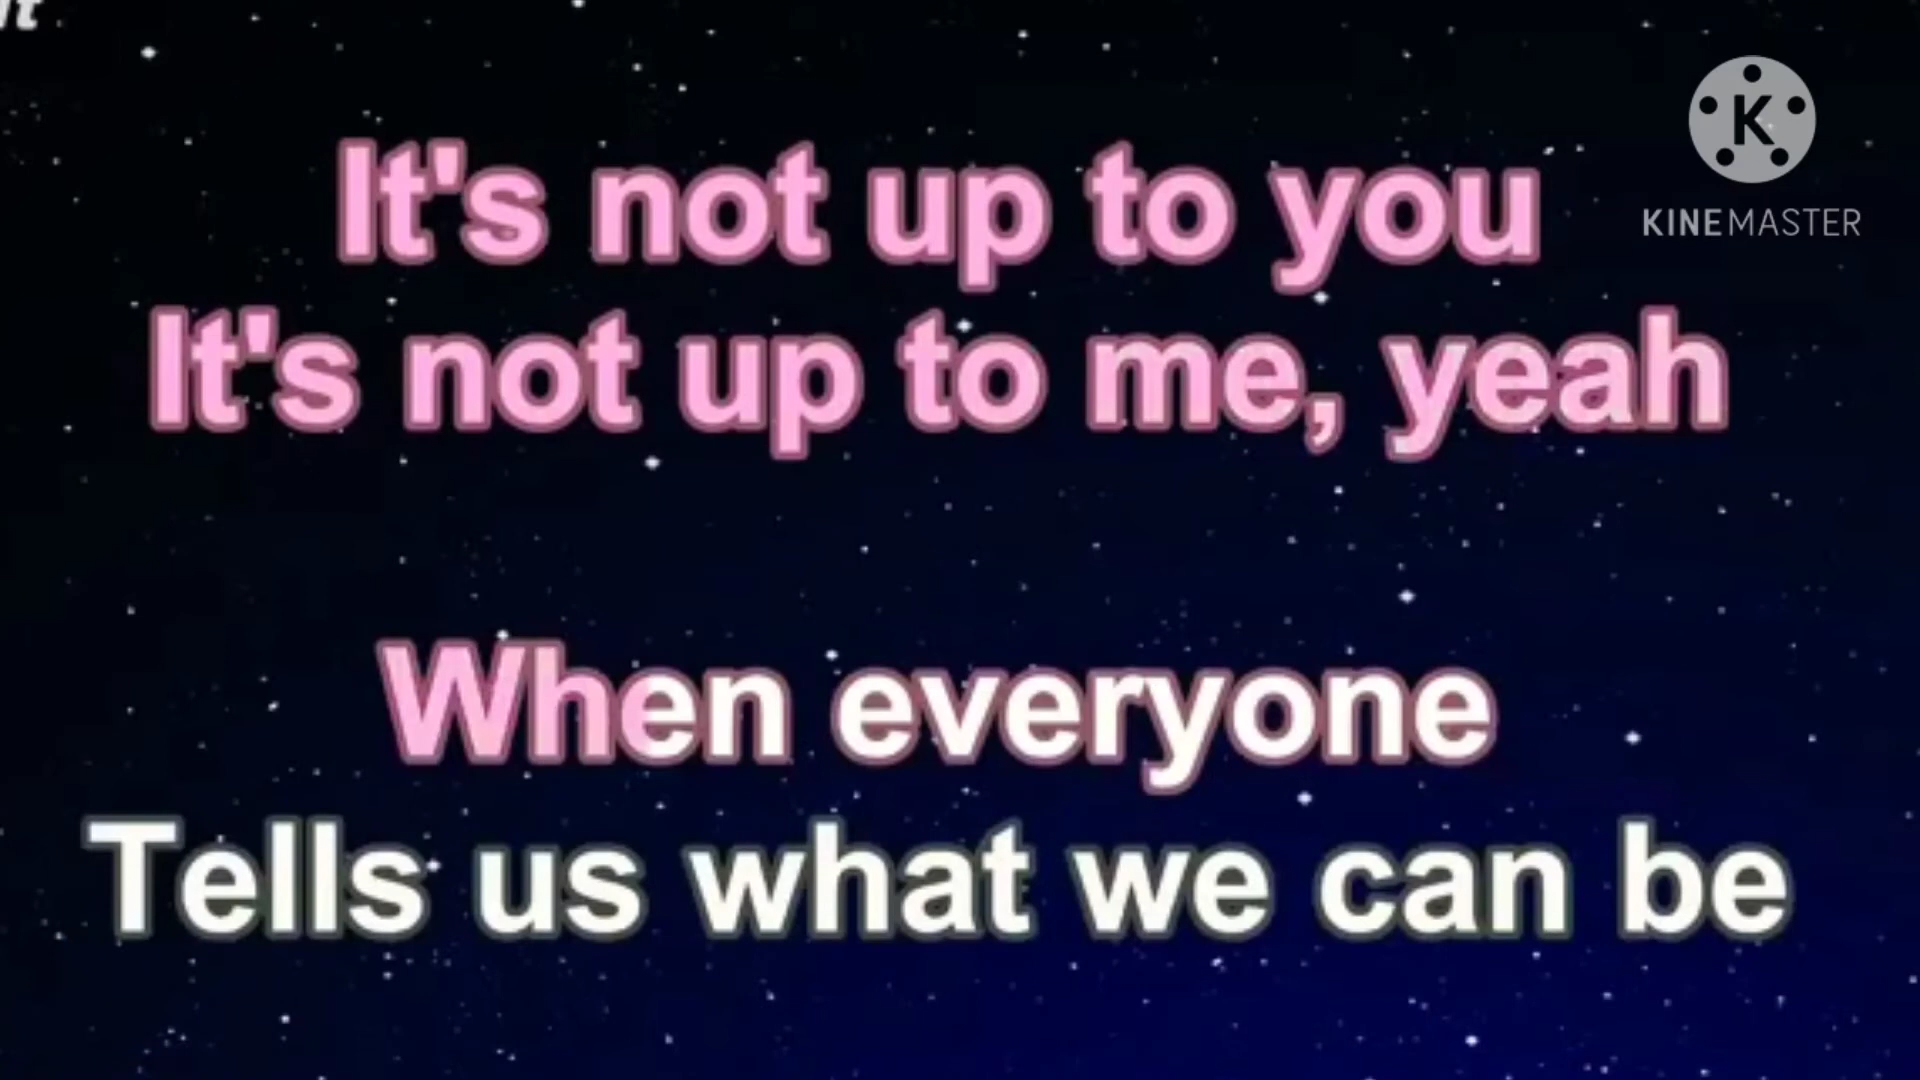 It's not up to you
It's not up to me, yeah
When everyone
Tells us what we can be
KINEMASTER